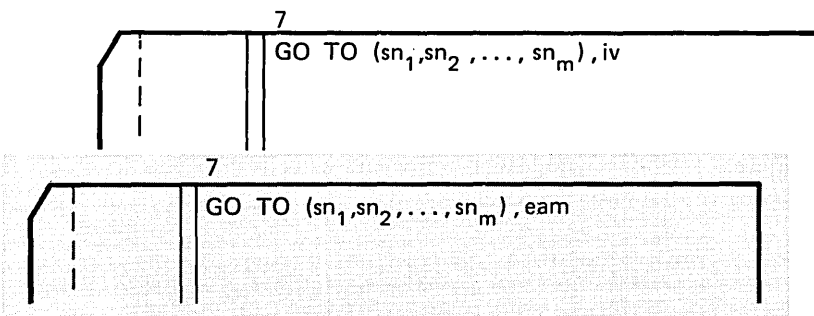 7
GO TO (sn₁,sn₂,..., snₘ),iv
7
GO TO (sn₁,sn₂,...,snₘ),eam